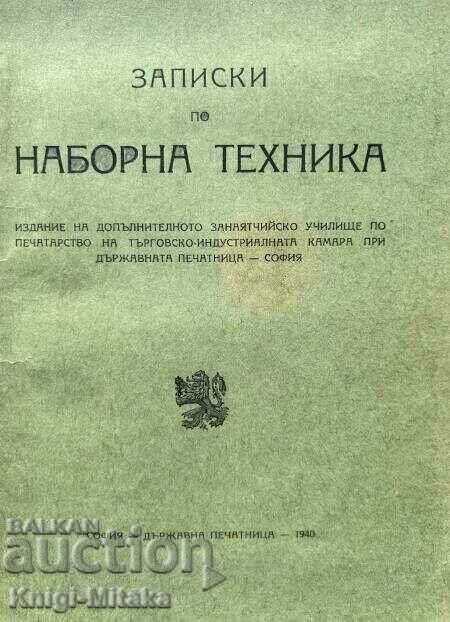 ЗАПИСКИ
ПО
НАБОРНА ТЕХНИКА
ИЗДАНИЕ НА ДОПЪЛНИТЕЛНОТО ЗАНАЯТЧИЙСКО УЧИЛИЩЕ ПО
ПЕЧАТАРСТВО НА ТЪРГОВСКО-ИНДУСТРИАЛНАТА КАМАРА ПРИ
ДЪРЖАВНАТА ПЕЧАТНИЦА — СОФИЯ
СОФИЯ — ДЪРЖАВНА ПЕЧАТНИЦА — 1940
BALKAN
auction
Knigi-Mitaka